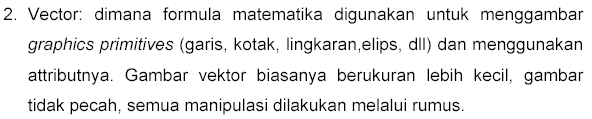 2. Vector: dimana formula matematika digunakan untuk menggambar
graphics primitives (garis, kotak, lingkaran,elips, dll) dan menggunakan
attributnya. Gambar vektor biasanya berukuran lebih kecil, gambar
tidak pecah, semua manipulasi dilakukan melalui rumus.